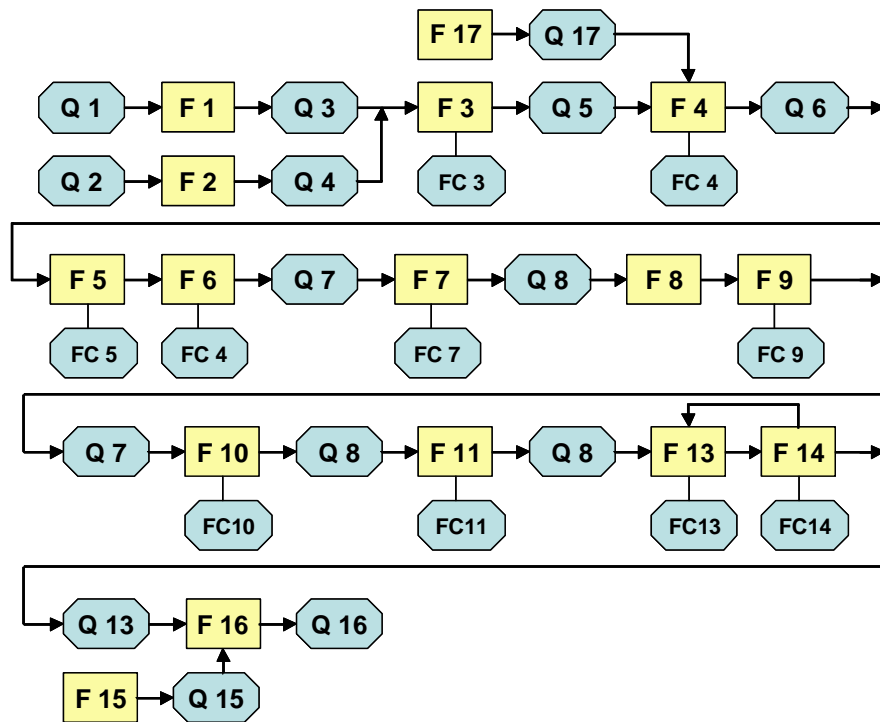 F 17 Q 17
Q 1 F 1 Q 3 F 3 Q 5 F 4 Q 6
Q 2 F 2 Q 4 FC 3 FC 4
F 5 F 6 Q 7 F 7 Q 8 F 8 F 9
FC 5 FC 4 FC 7 FC 9
Q 7 F 10 Q 8 F 11 Q 8 F 13 F 14
FC10 FC11 FC13 FC14
Q 13 F 16 Q 16
F 15 Q 15